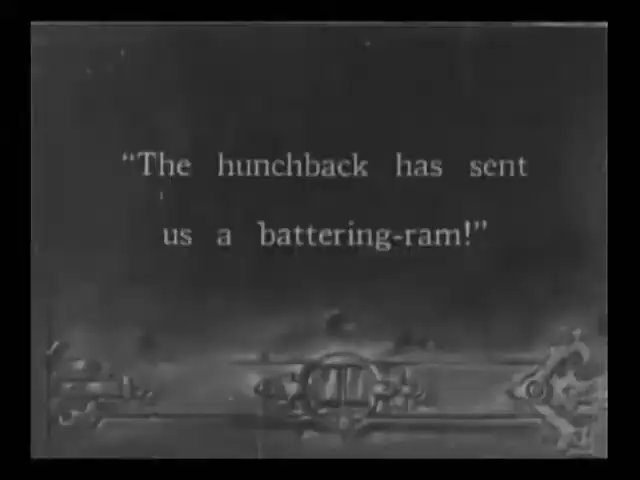 “The hunchback has sent
us a battering-ram!”